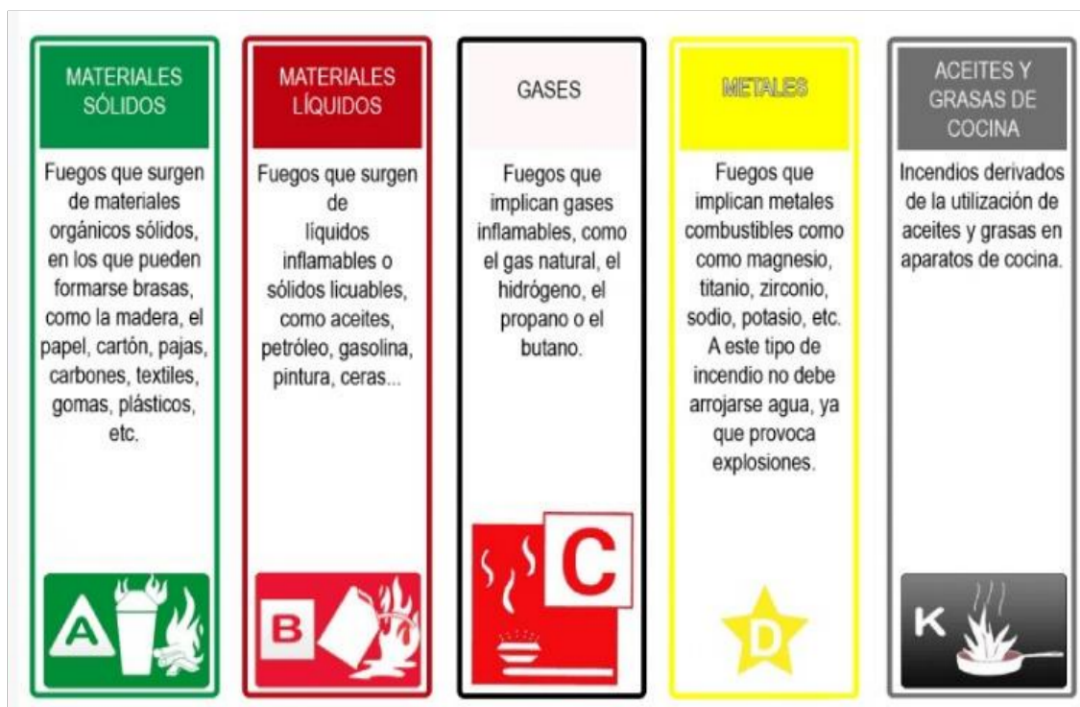 MATERIALES
SÓLIDOS
Fuegos que surgen
de materiales
orgánicos sólidos,
en los que pueden
formarse brasas,
como la madera, el
papel, cartón, pajas,
carbones, textiles,
gomas, plásticos,
etc.
A
MATERIALES
LÍQUIDOS
Fuegos que surgen
de
líquidos
inflamables o
sólidos licuables,
como aceites,
petróleo, gasolina,
pintura, ceras...
B
GASES
Fuegos que
implican gases
inflamables, como
el gas natural, el
hidrógeno, el
propano o el
butano.
C
METALES
Fuegos que
implican metales
combustibles como
como magnesio,
titanio, zirconio,
sodio, potasio, etc.
A este tipo de
incendio no debe
arrojarse agua, ya
que provoca
explosiones.
D
ACEITES Y
GRASAS DE
COCINA
Incendios derivados
de la utilización de
aceites y grasas en
aparatos de cocina.
K